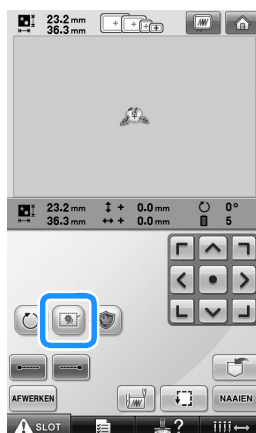 23.2 mm
36.3 mm
23.2 mm ↕ + 0.0 mm 0°
36.3 mm ↔ + 0.0 mm 5
AFWERKEN
NAAIEN
SLOT
?